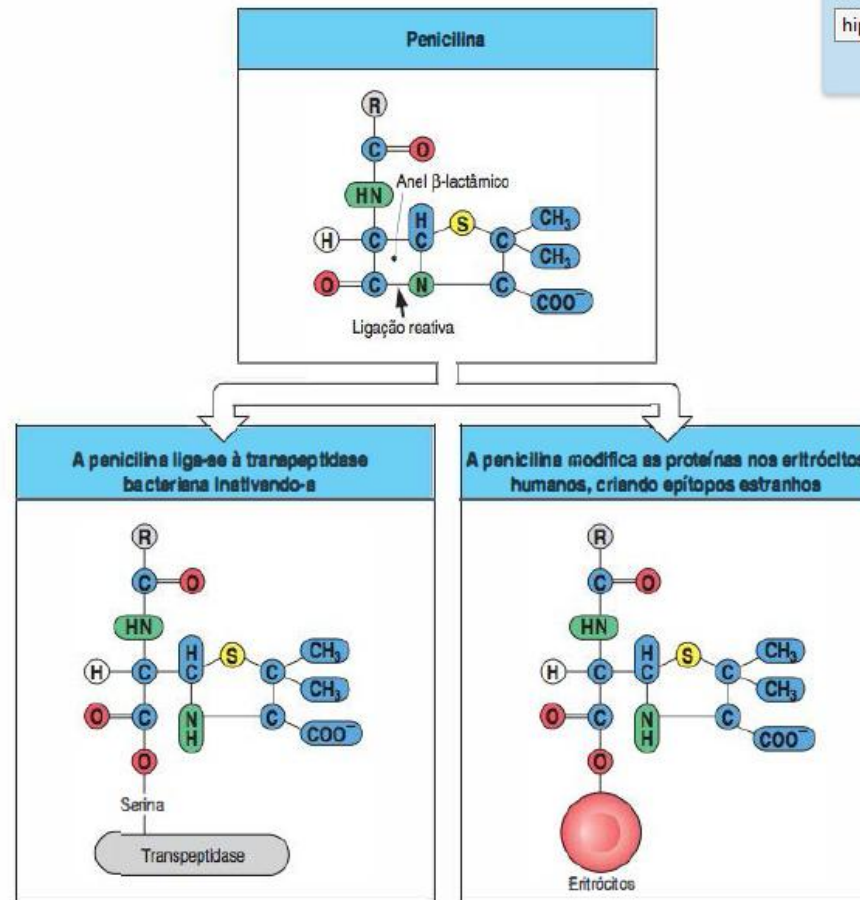 hip
Penicilina
R
C O
HN
Anel β-lactâmico
H C H C S C CH₃
CH₃
O C N C COO⁻
Ligação reativa
A penicilina liga-se à transpeptidase
bacteriana inativando-a
R
C O
HN
H C H C S C CH₃
CH₃
O C N H C COO⁻
O
Serina
Transpeptidase
A penicilina modifica as proteínas nos eritrócitos
humanos, criando epítopos estranhos
R
C O
HN
H C H C S C CH₃
CH₃
O C N H C COO⁻
O
Eritrócitos